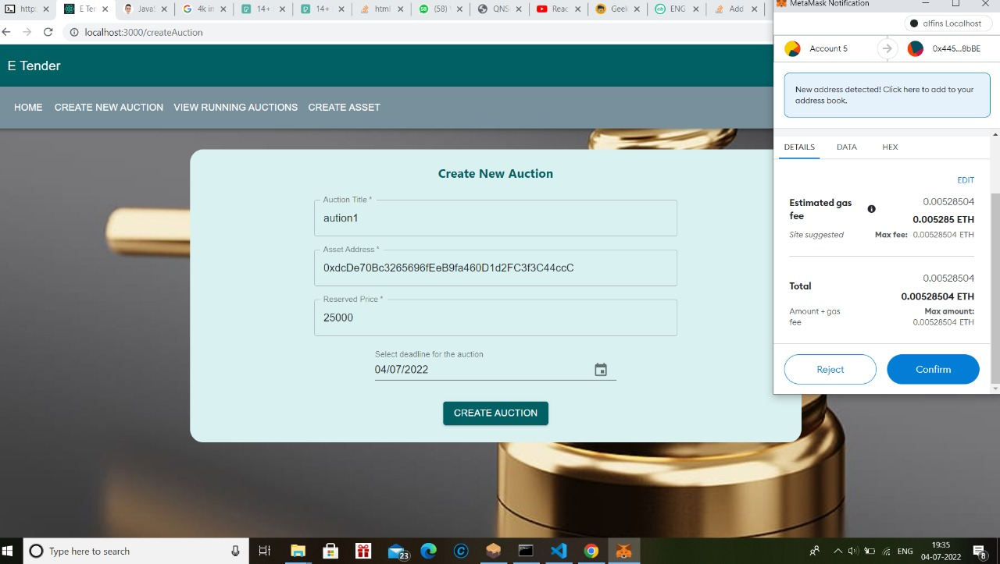 http:
E Ter
Java!
4k in
14+
14+
html
(58)
QNS-
Reac
Geek
ENG
Add
MetaMask Notification
localhost:3000/createAuction
alfins Localhost
E Tender
Account 5
0x445...8bBE
New address detected! Click here to add to your
address book.
HOME
CREATE NEW AUCTION
VIEW RUNNING AUCTIONS
CREATE ASSET
DETAILS
DATA
HEX
EDIT
Estimated gas
fee
0.00528504
0.005285 ETH
Site suggested
Max fee: 0.00528504 ETH
Total
0.00528504
0.00528504 ETH
Amount + gas
fee
Max amount:
0.00528504 ETH
Reject
Confirm
Create New Auction
Auction Title *
aution1
Asset Address *
0xdcDe70Bc3265696fEeB9fa460D1d2FC3f3C44ccC
Reserved Price *
25000
Select deadline for the auction
04/07/2022
CREATE AUCTION
Type here to search
23
ENG
19:35
04-07-2022
8